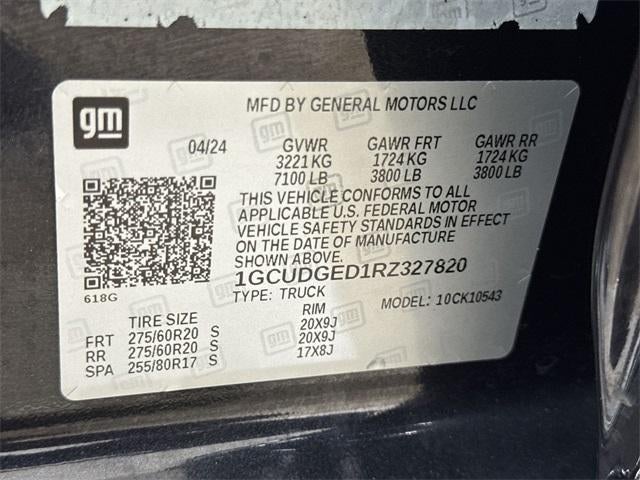 gm
MFD BY GENERAL MOTORS LLC
04/24 GVWR GAWR FRT GAWR RR
3221 KG 1724 KG 1724 KG
7100 LB 3800 LB 3800 LB
THIS VEHICLE CONFORMS TO ALL
APPLICABLE U.S. FEDERAL MOTOR
VEHICLE SAFETY STANDARDS IN EFFECT
ON THE DATE OF MANUFACTURE
SHOWN ABOVE.
1GCUDGED1RZ327820
618G
TYPE: TRUCK MODEL: 10CK10543
TIRE SIZE RIM
FRT 275/60R20 S 20X9J
RR 275/60R20 S 20X9J
SPA 255/80R17 S 17X8J